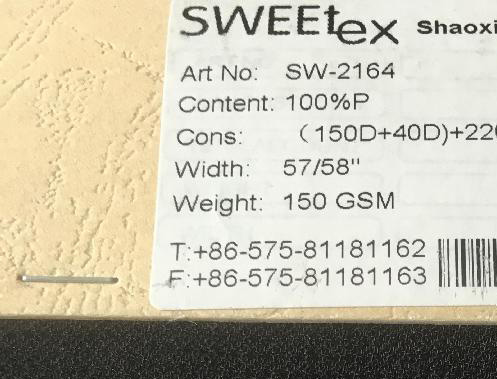 SWEEtex Shaoxi
Art No: SW-2164
Content: 100%P
Cons: (150D+40D)+220
Width: 57/58"
Weight: 150 GSM
T:+86-575-81181162
F:+86-575-81181163